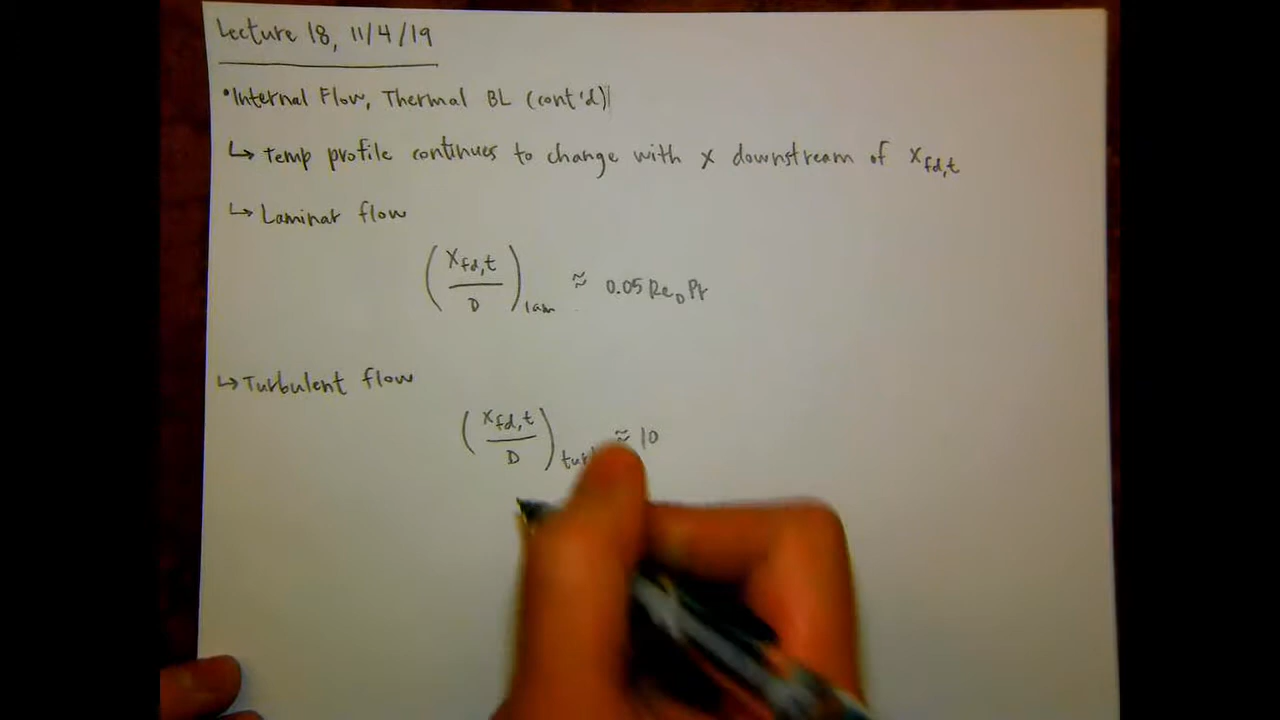 Lecture 18, 11/4/19
•Internal Flow, Thermal BL (cont'd)
↳ Temp profile continues to change with x downstream of x_fd,t
↳ Laminar flow
(x_fd,t / D)_lam ≈ 0.05 Re_D Pr
↳ Turbulent flow
(x_fd,t / D) ≈ 10